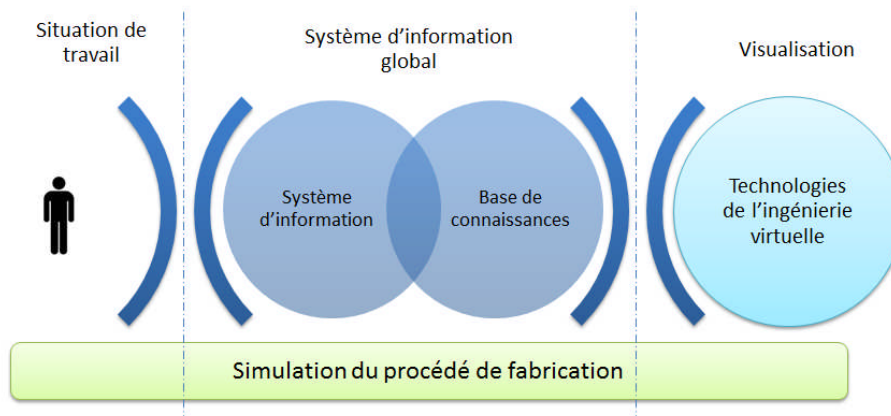 Situation de
travail
Système d'information
global
Visualisation
Système
d'information
Base de
connaissances
Technologies
de l'ingénierie
virtuelle
Simulation du procédé de fabrication